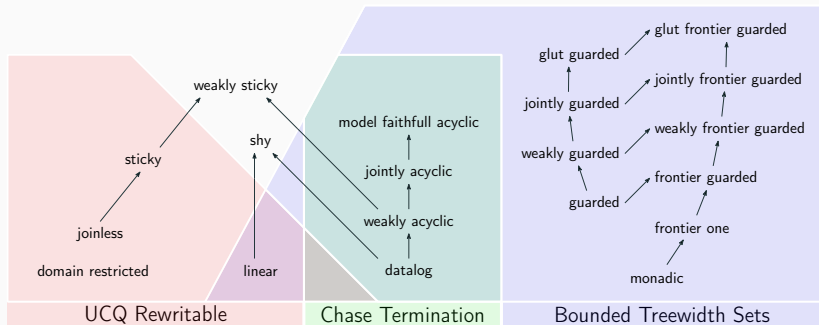 glut frontier guarded
glut guarded
jointly frontier guarded
weakly sticky
jointly guarded
model faithfull acyclic
weakly frontier guarded
shy
weakly guarded
sticky
jointly acyclic
frontier guarded
guarded
weakly acyclic
frontier one
joinless
domain restricted
linear
datalog
monadic
UCQ Rewritable
Chase Termination
Bounded Treewidth Sets